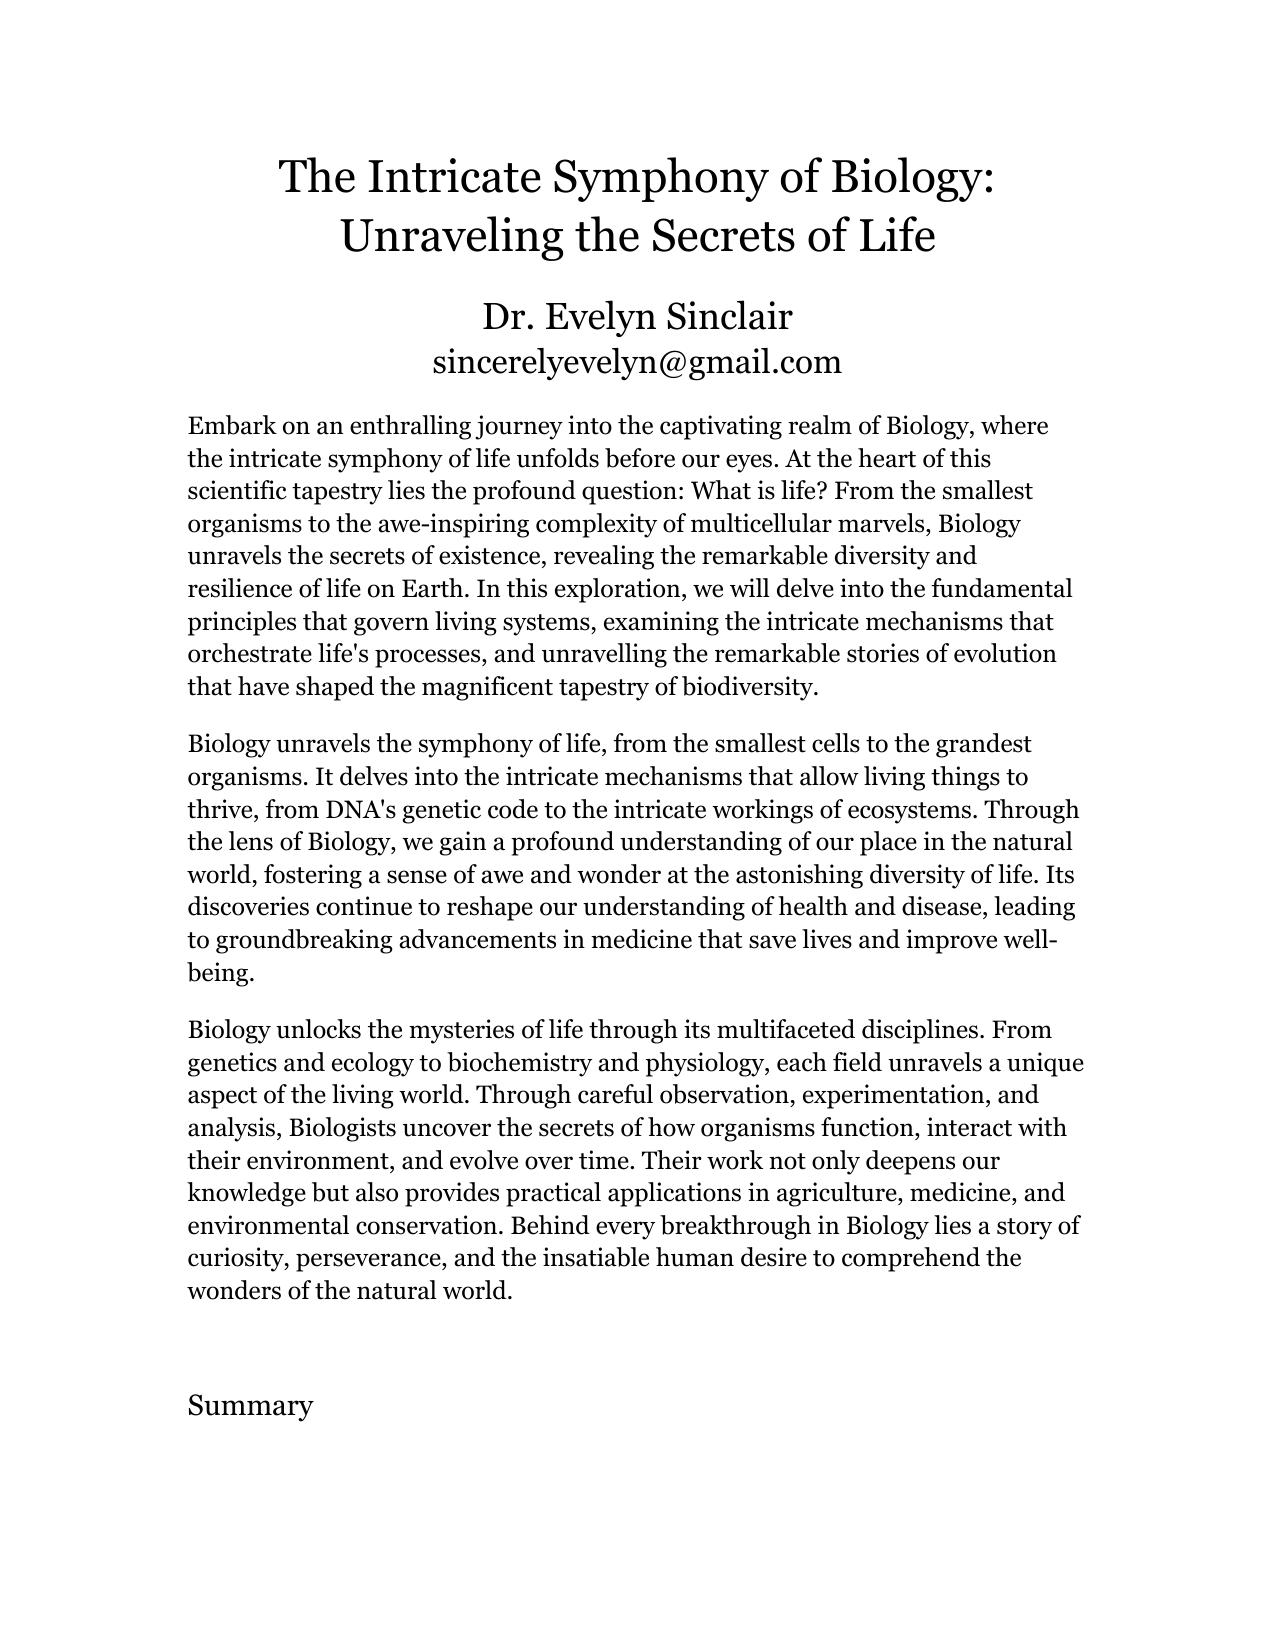 The Intricate Symphony of Biology:
Unraveling the Secrets of Life
Dr. Evelyn Sinclair
sincerelyevelyn@gmail.com
Embark on an enthralling journey into the captivating realm of Biology, where
the intricate symphony of life unfolds before our eyes. At the heart of this
scientific tapestry lies the profound question: What is life? From the smallest
organisms to the awe-inspiring complexity of multicellular marvels, Biology
unravels the secrets of existence, revealing the remarkable diversity and
resilience of life on Earth. In this exploration, we will delve into the fundamental
principles that govern living systems, examining the intricate mechanisms that
orchestrate life's processes, and unravelling the remarkable stories of evolution
that have shaped the magnificent tapestry of biodiversity.
Biology unravels the symphony of life, from the smallest cells to the grandest
organisms. It delves into the intricate mechanisms that allow living things to
thrive, from DNA's genetic code to the intricate workings of ecosystems. Through
the lens of Biology, we gain a profound understanding of our place in the natural
world, fostering a sense of awe and wonder at the astonishing diversity of life. Its
discoveries continue to reshape our understanding of health and disease, leading
to groundbreaking advancements in medicine that save lives and improve well-
being.
Biology unlocks the mysteries of life through its multifaceted disciplines. From
genetics and ecology to biochemistry and physiology, each field unravels a unique
aspect of the living world. Through careful observation, experimentation, and
analysis, Biologists uncover the secrets of how organisms function, interact with
their environment, and evolve over time. Their work not only deepens our
knowledge but also provides practical applications in agriculture, medicine, and
environmental conservation. Behind every breakthrough in Biology lies a story of
curiosity, perseverance, and the insatiable human desire to comprehend the
wonders of the natural world.
Summary